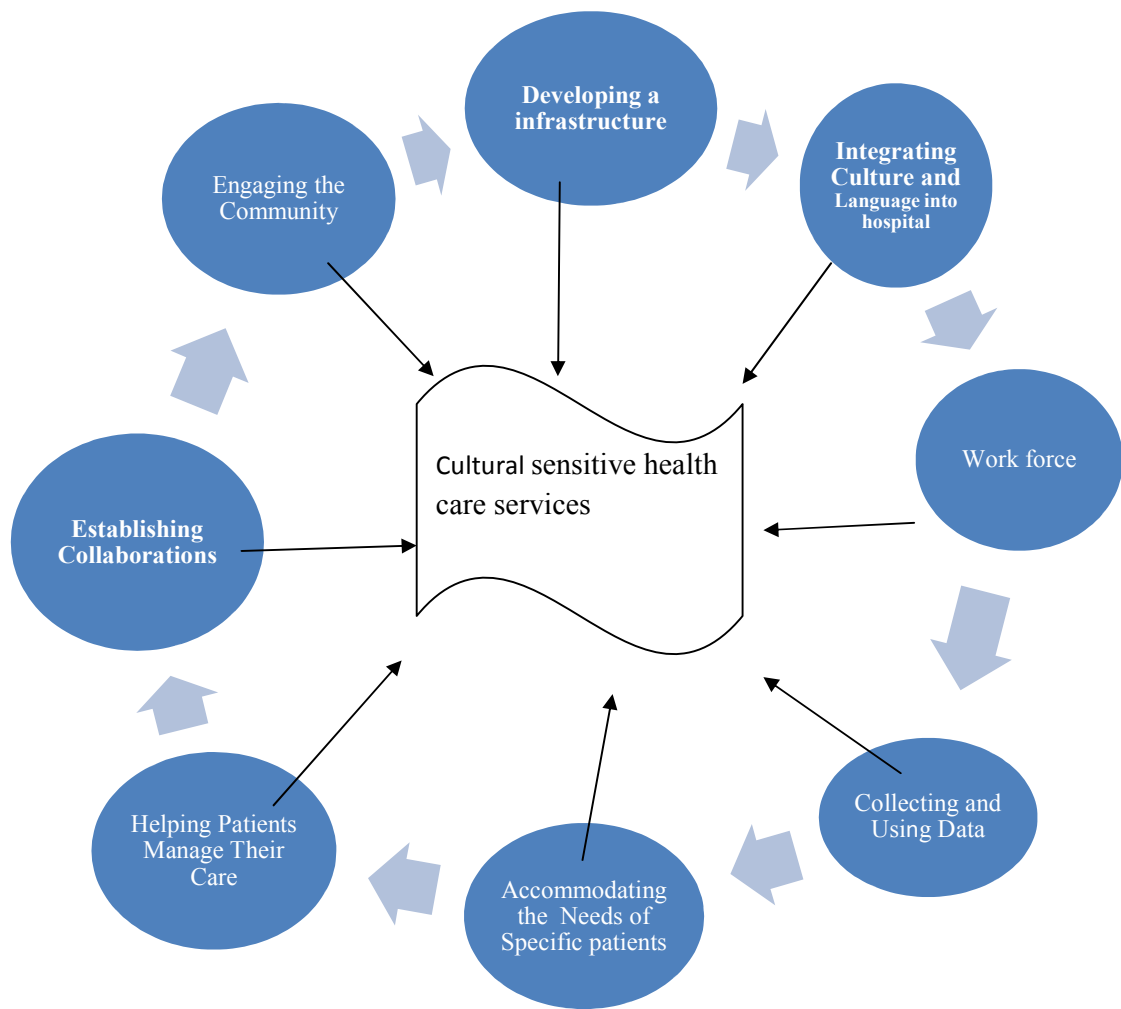 Developing a
infrastructure
Integrating
Culture and
Language into
hospital
Work force
Collecting and
Using Data
Accommodating
the Needs of
Specific patients
Helping Patients
Manage Their
Care
Establishing
Collaborations
Engaging the
Community
Cultural sensitive health
care services